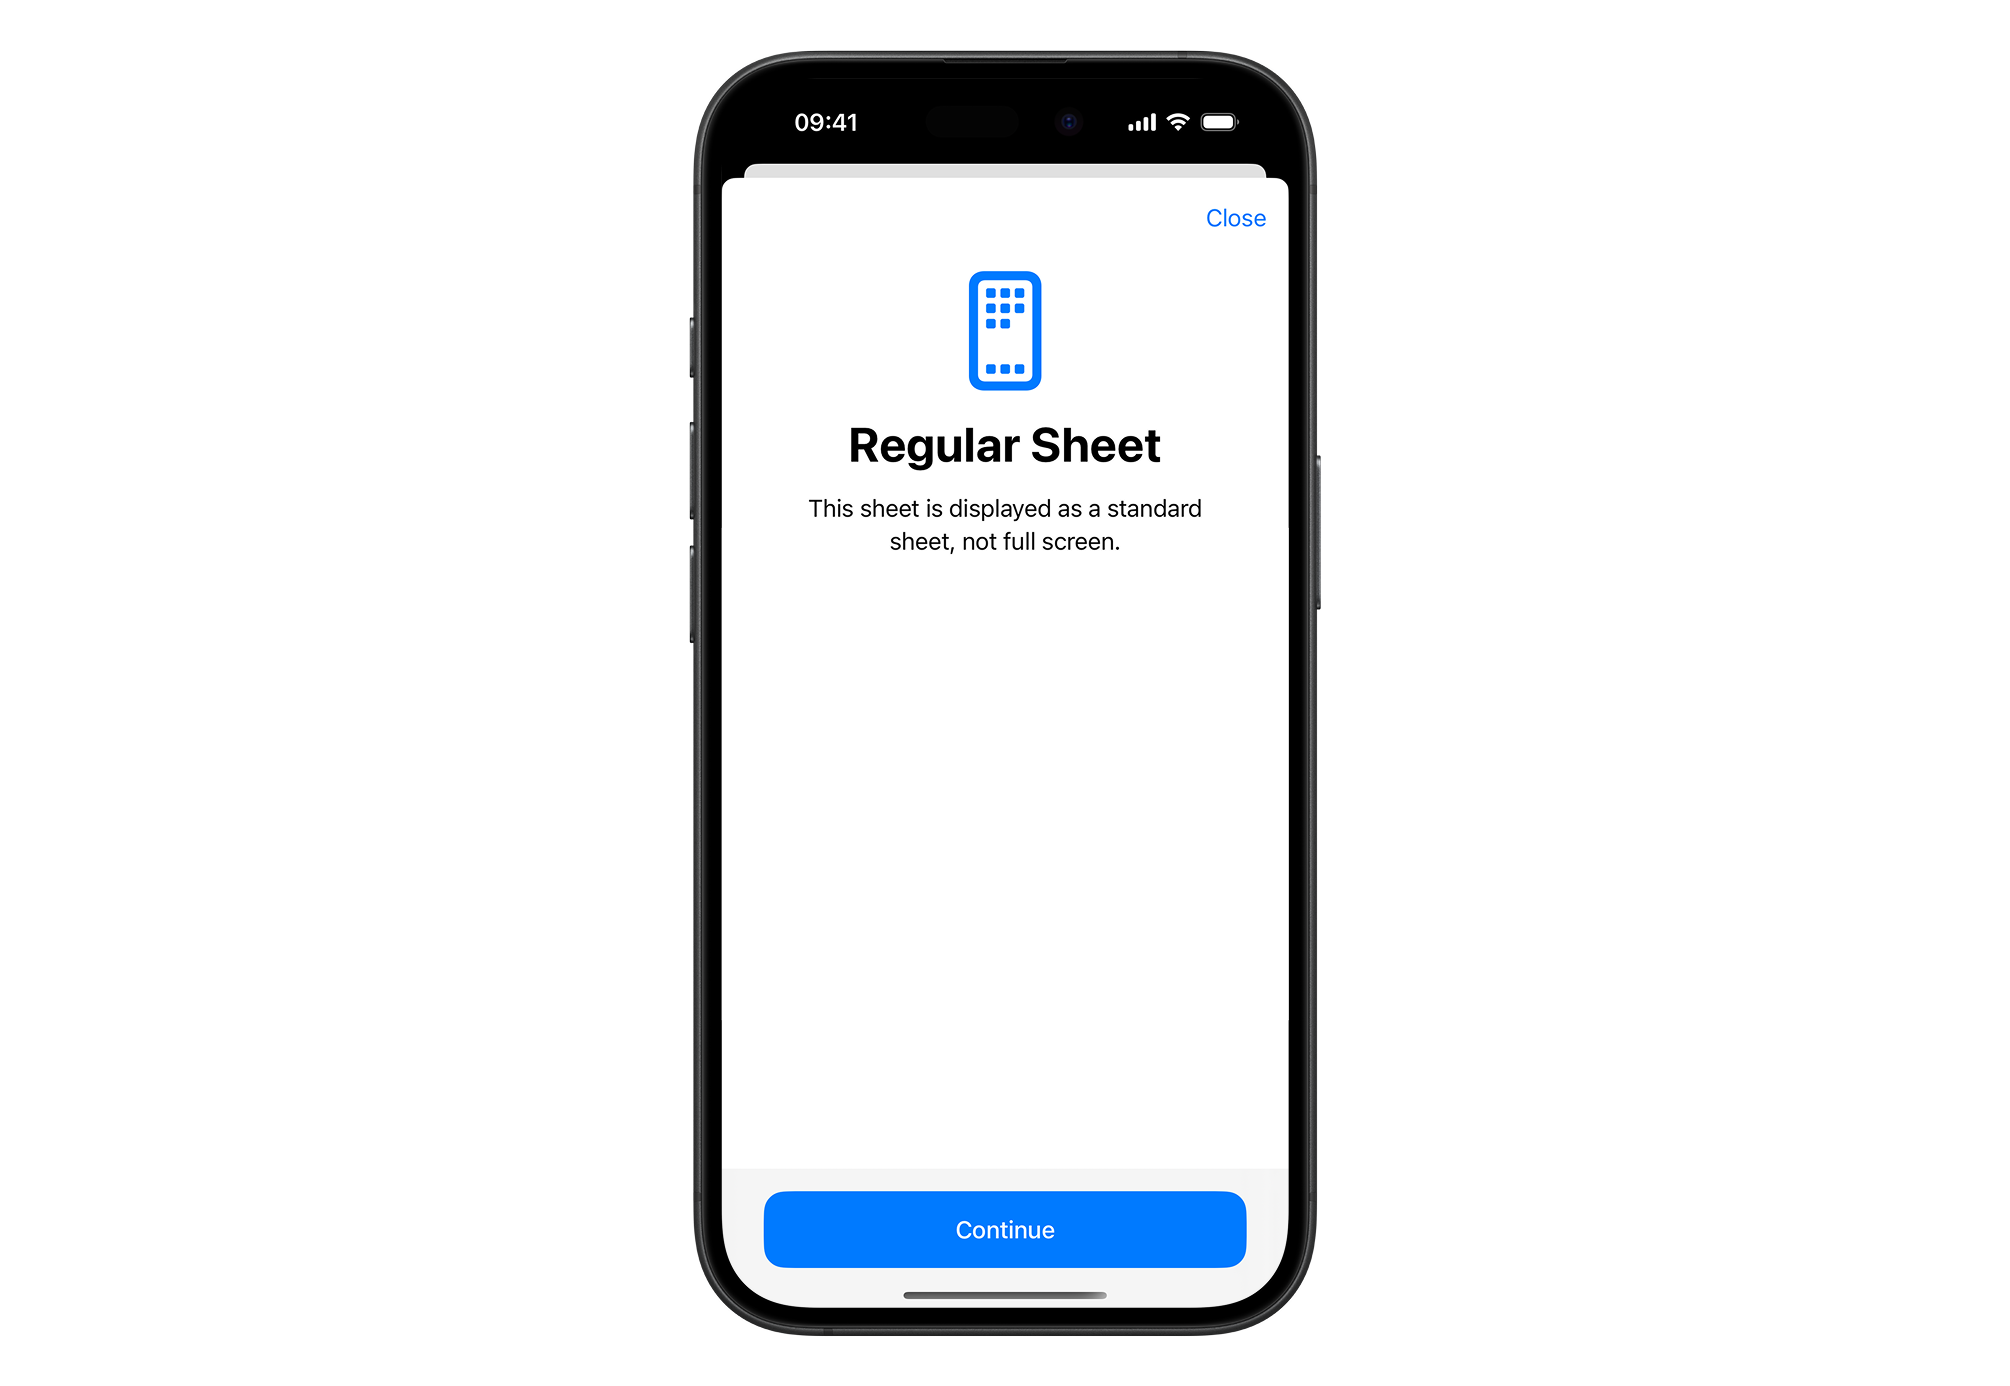 09:41
Close
Regular Sheet
This sheet is displayed as a standard
sheet, not full screen.
Continue